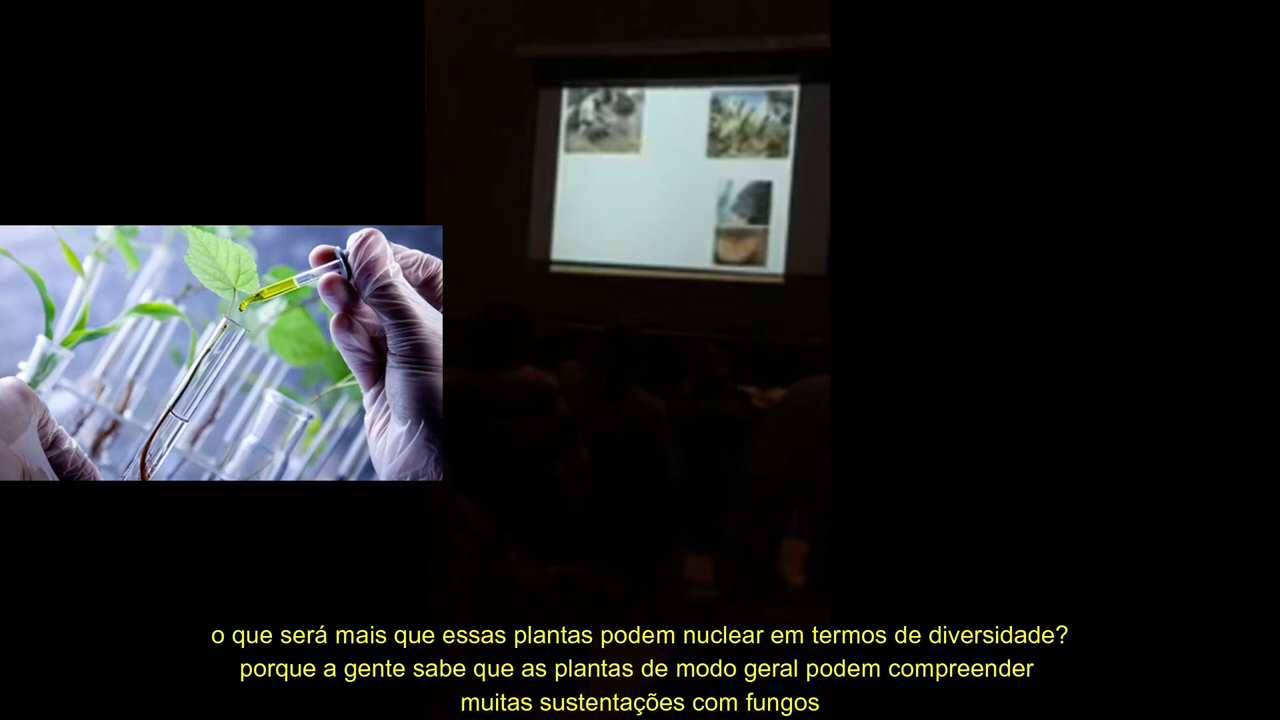 o que será mais que essas plantas podem nuclear em termos de diversidade?
porque a gente sabe que as plantas de modo geral podem compreender
muitas sustentações com fungos